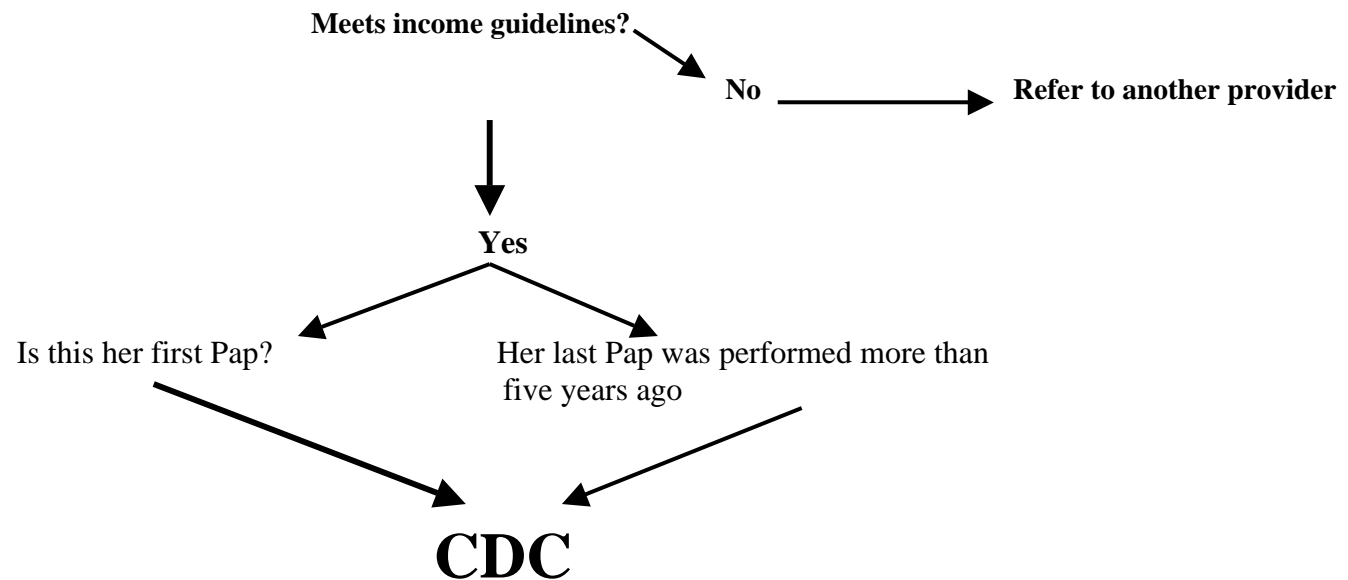 Meets income guidelines?
No
Refer to another provider
Yes
Is this her first Pap?
Her last Pap was performed more than
five years ago
CDC